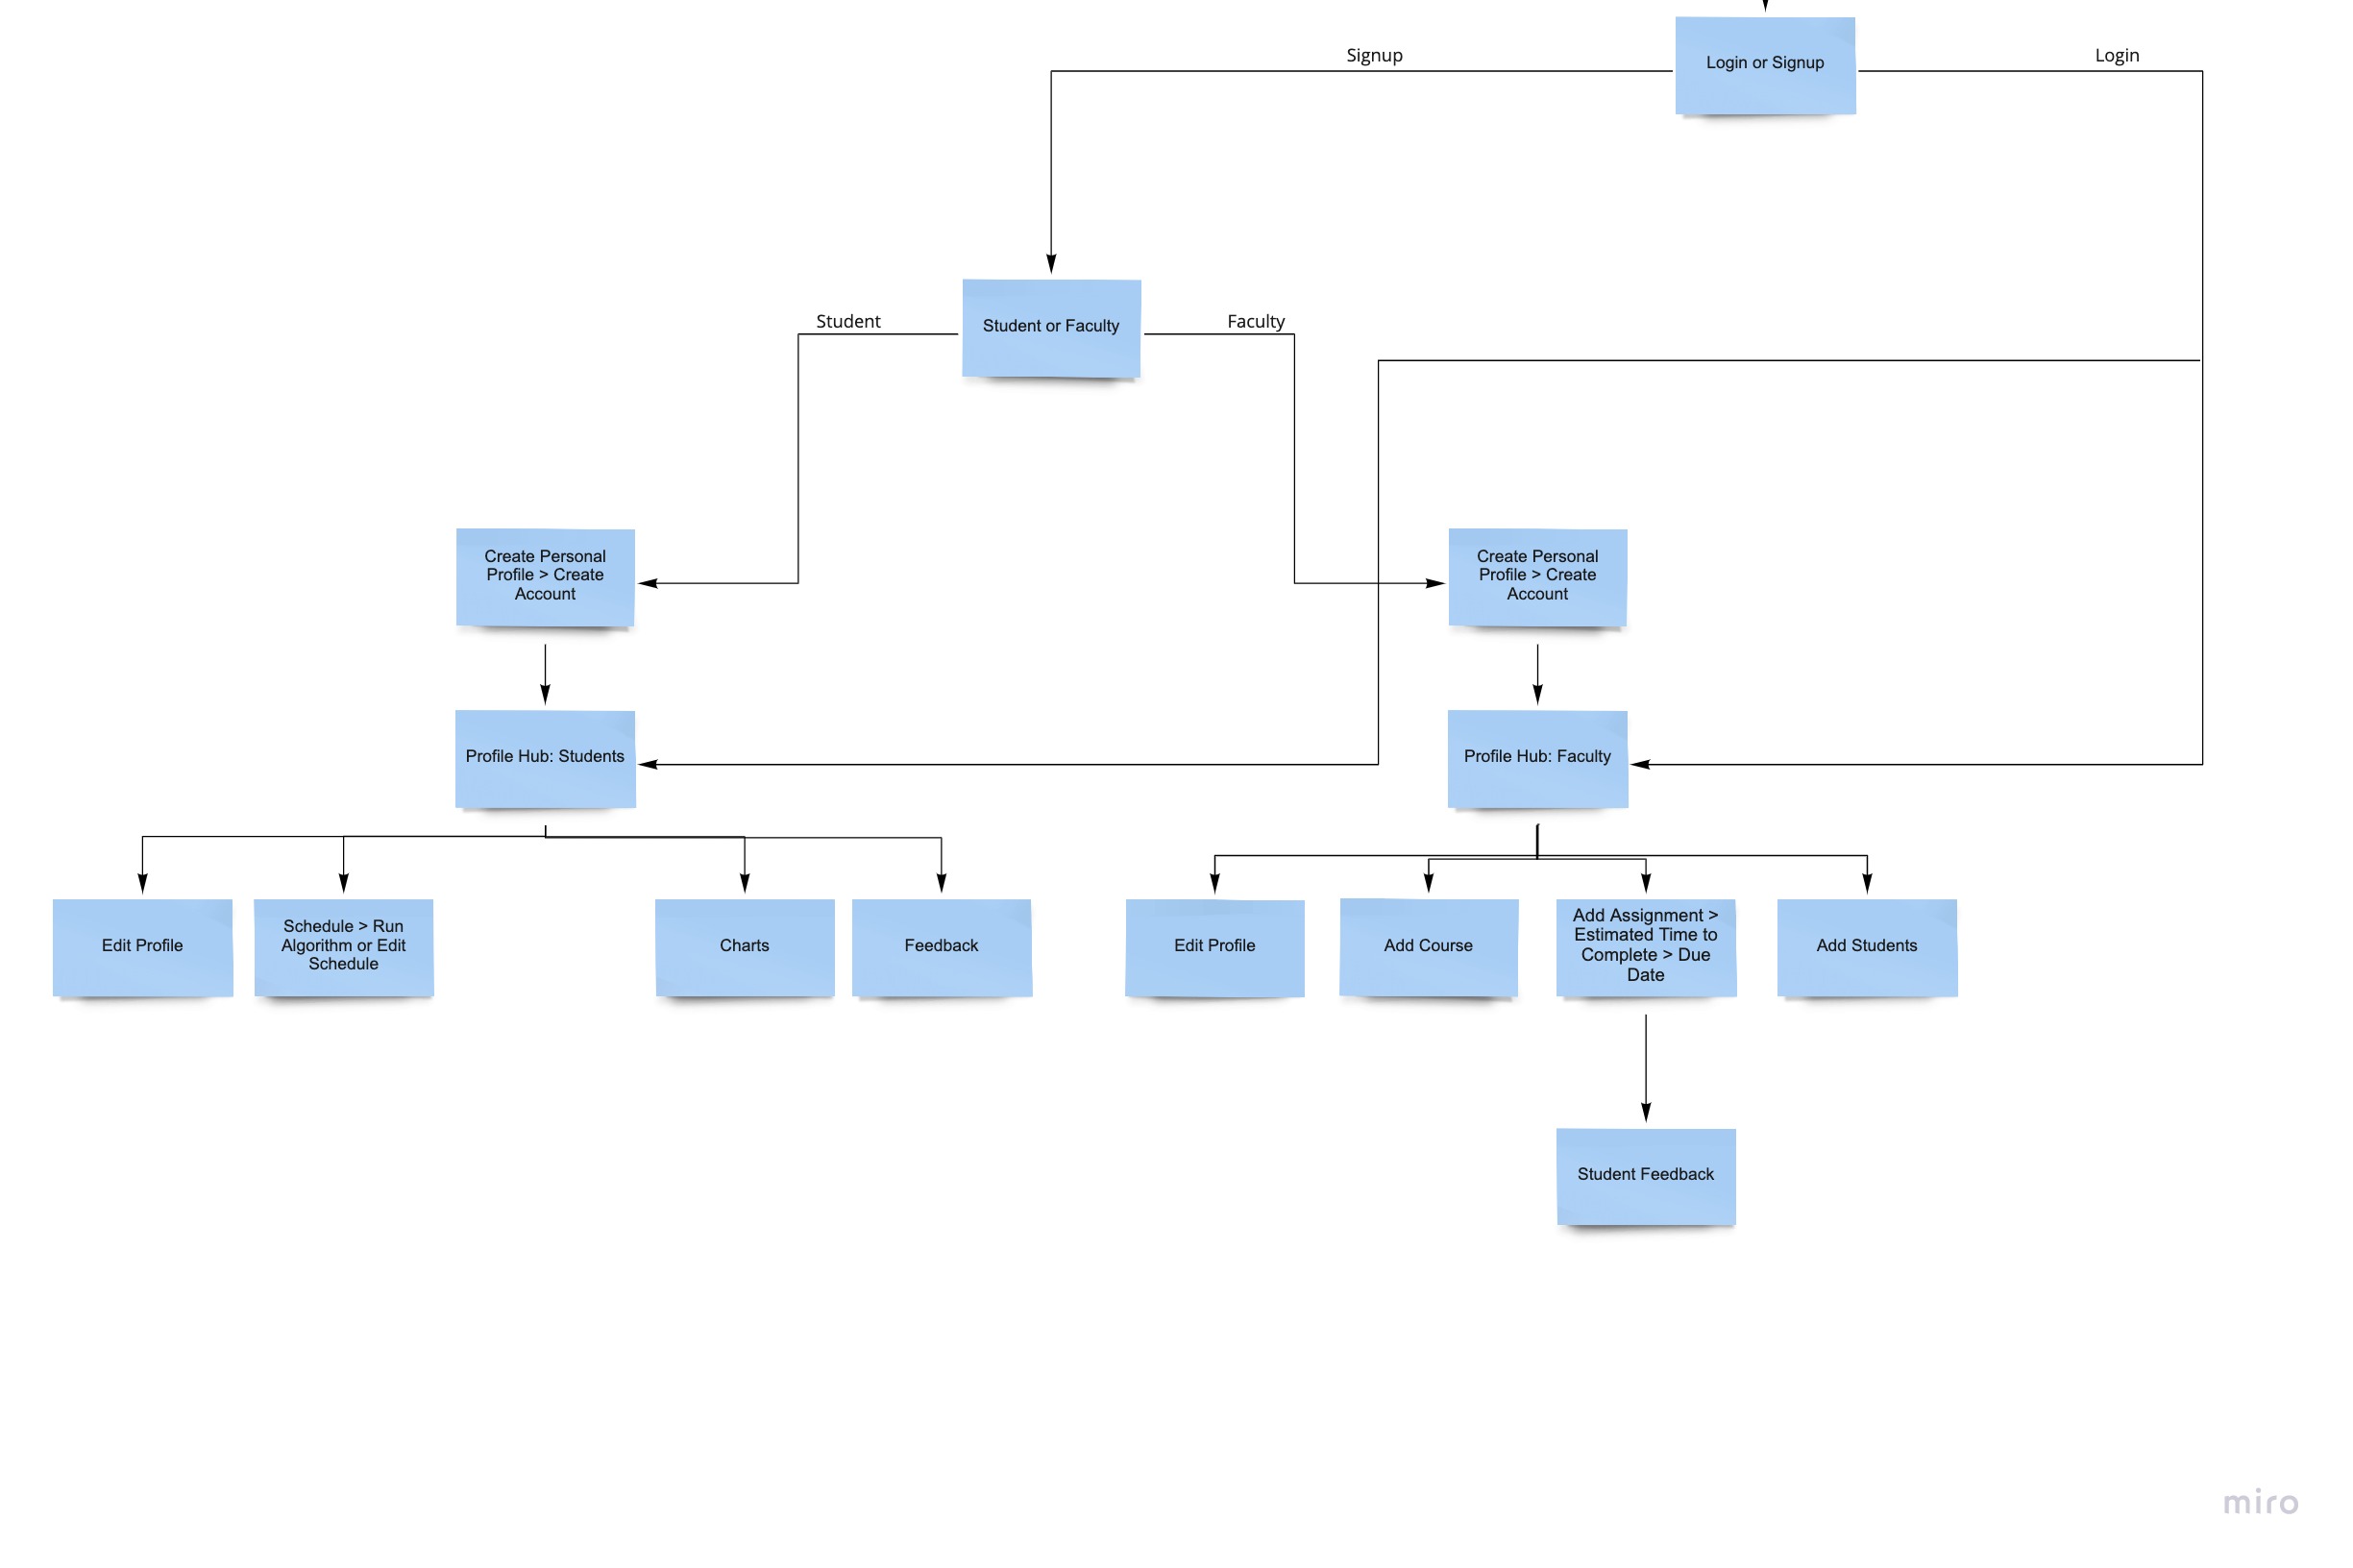 Signup
Login or Signup
Login
Student
Student or Faculty
Faculty
Create Personal
Profile > Create
Account
Create Personal
Profile > Create
Account
Profile Hub: Students
Profile Hub: Faculty
Edit Profile
Schedule > Run
Algorithm or Edit
Schedule
Charts
Feedback
Edit Profile
Add Course
Add Assignment >
Estimated Time to
Complete > Due
Date
Add Students
Student Feedback
miro